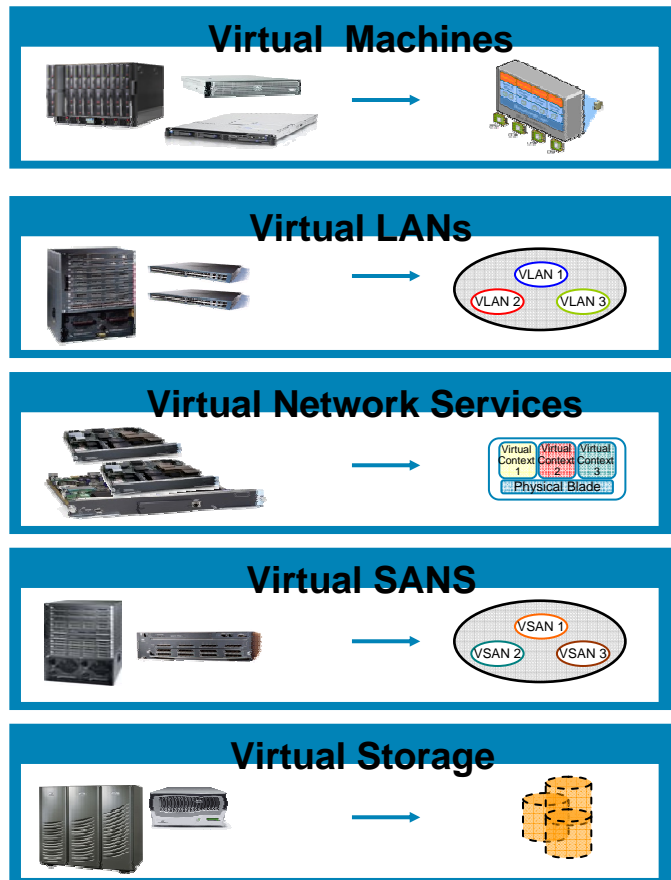 Virtual Machines
Virtual LANs
VLAN 1
VLAN 2
VLAN 3
Virtual Network Services
Virtual
Context
1
Virtual
Context
2
Virtual
Context
3
Physical Blade
Virtual SANS
VSAN 1
VSAN 2
VSAN 3
Virtual Storage